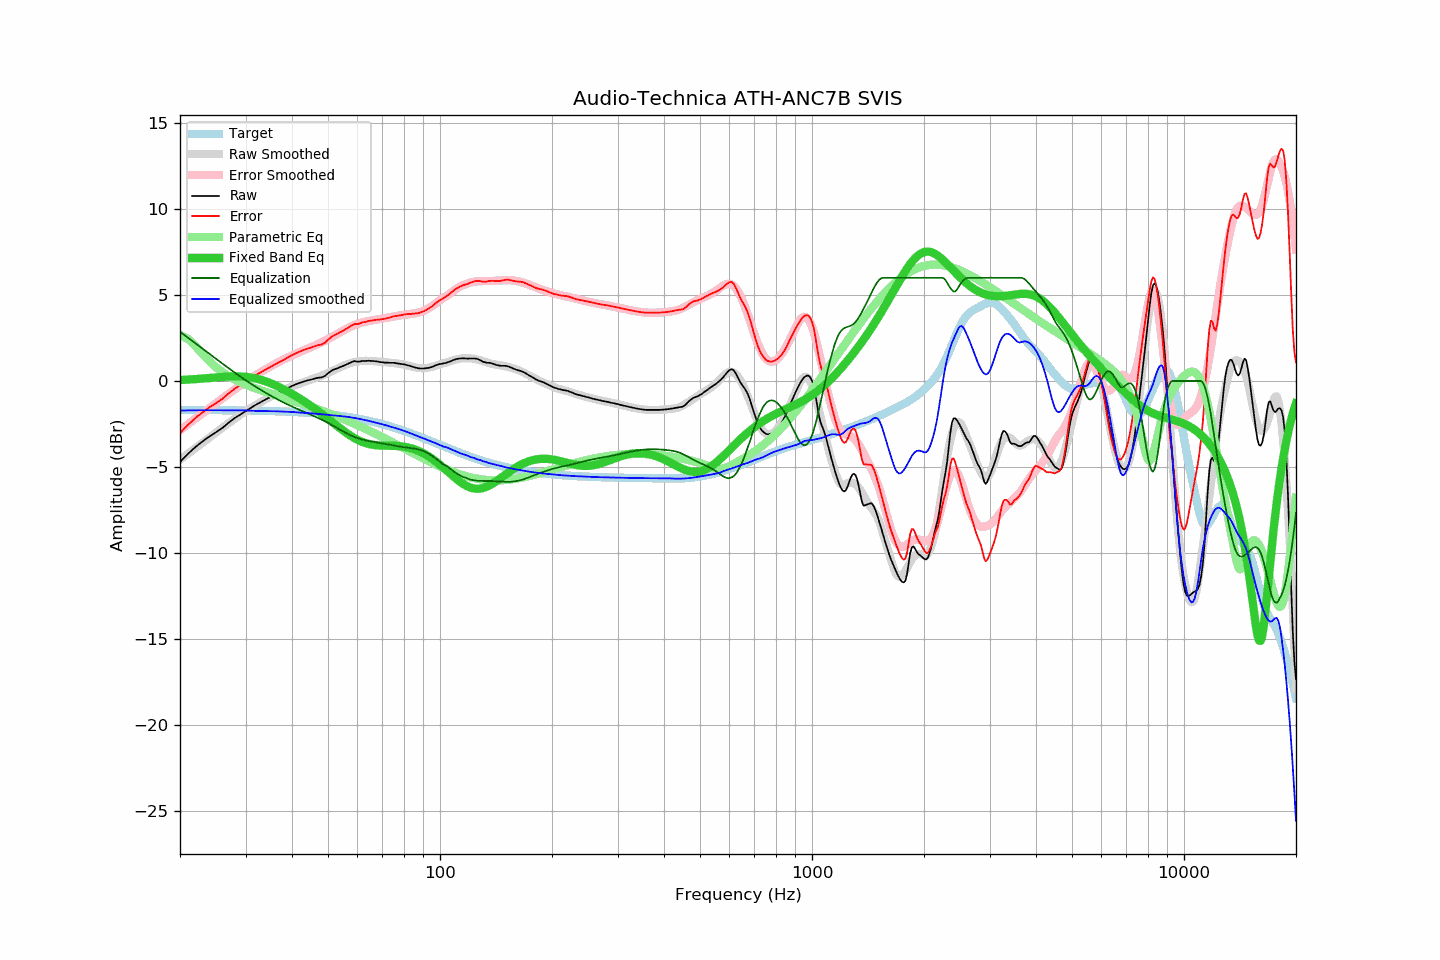 Audio-Technica ATH-ANC7B SVIS
Target
Raw Smoothed
Error Smoothed
Raw
Error
Parametric Eq
Fixed Band Eq
Equalization
Equalized smoothed
15
10
5
0
−5
−10
−15
−20
−25
Amplitude (dBr)
100
1000
10000
Frequency (Hz)